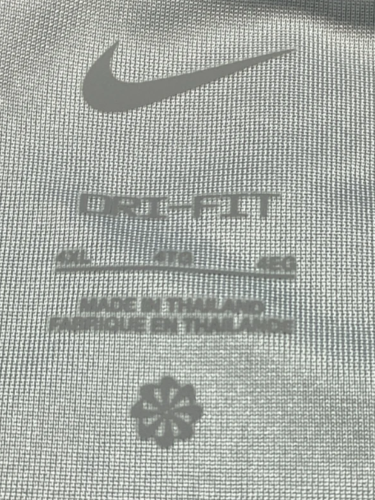 DRI-FIT
4XL 4TG 4EG
MADE IN THAILAND
FABRIQUE EN THAILANDE